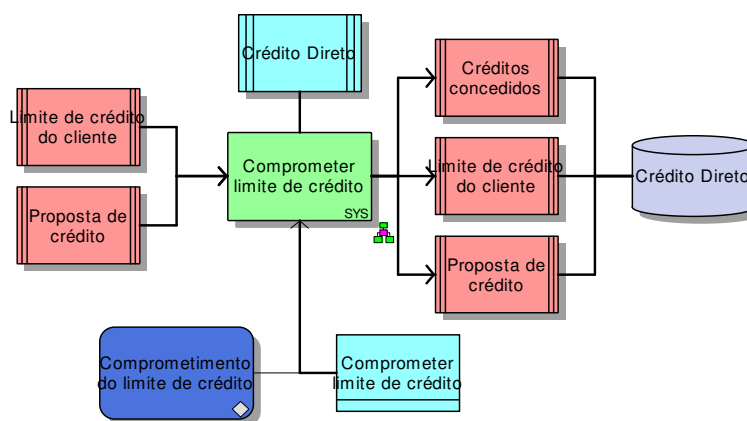 Crédito Direto
Limite de crédito
do cliente
Proposta de
crédito
Comprometer
limite de crédito
SYS
Créditos
concedidos
Limite de crédito
do cliente
Proposta de
crédito
Crédito Direto
Comprometimento
do limite de crédito
Comprometer
limite de crédito